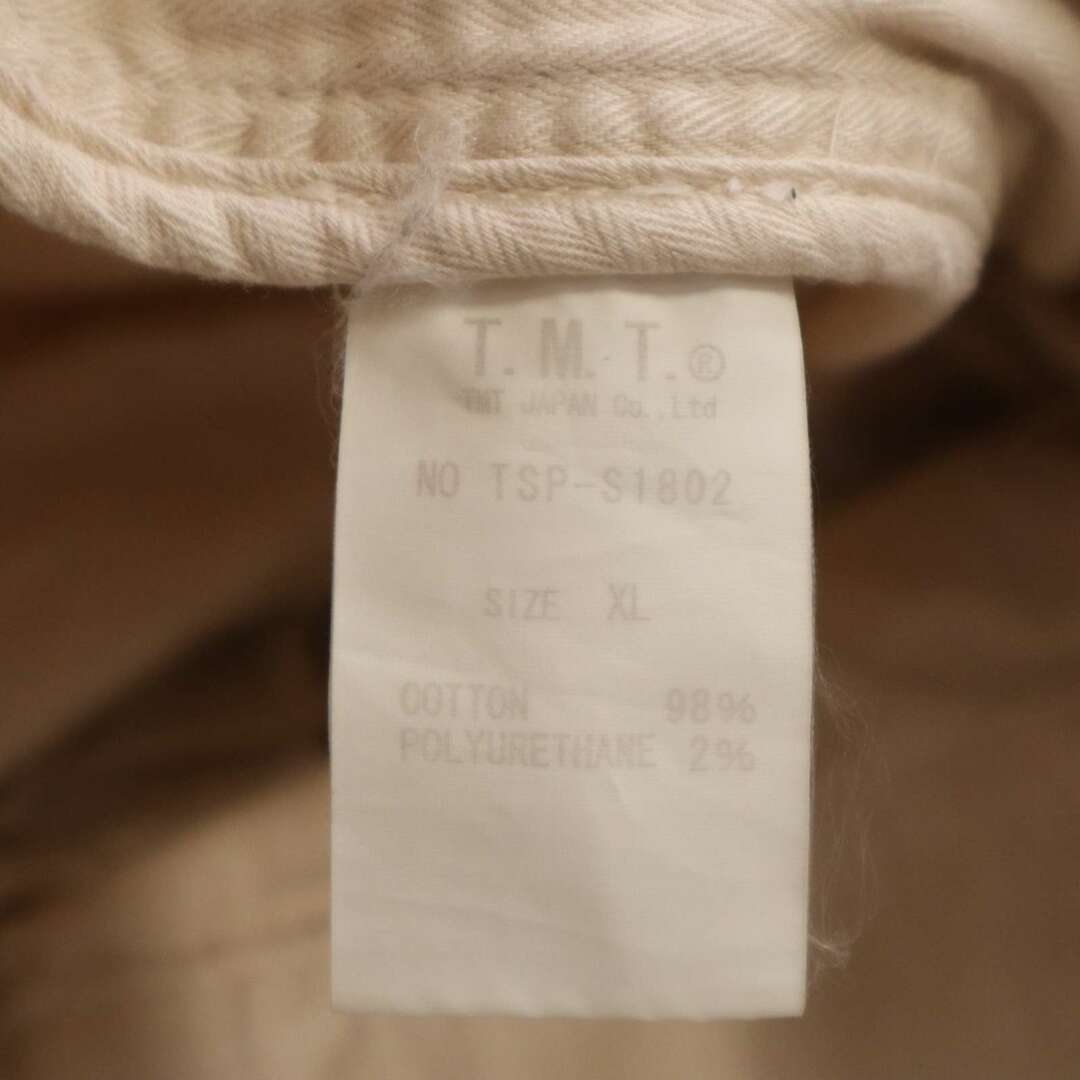 T.M.T.®
TMT JAPAN Co.,Ltd
NO TSP-S1802
SIZE XL
COTTON 98%
POLYURETHANE 2%